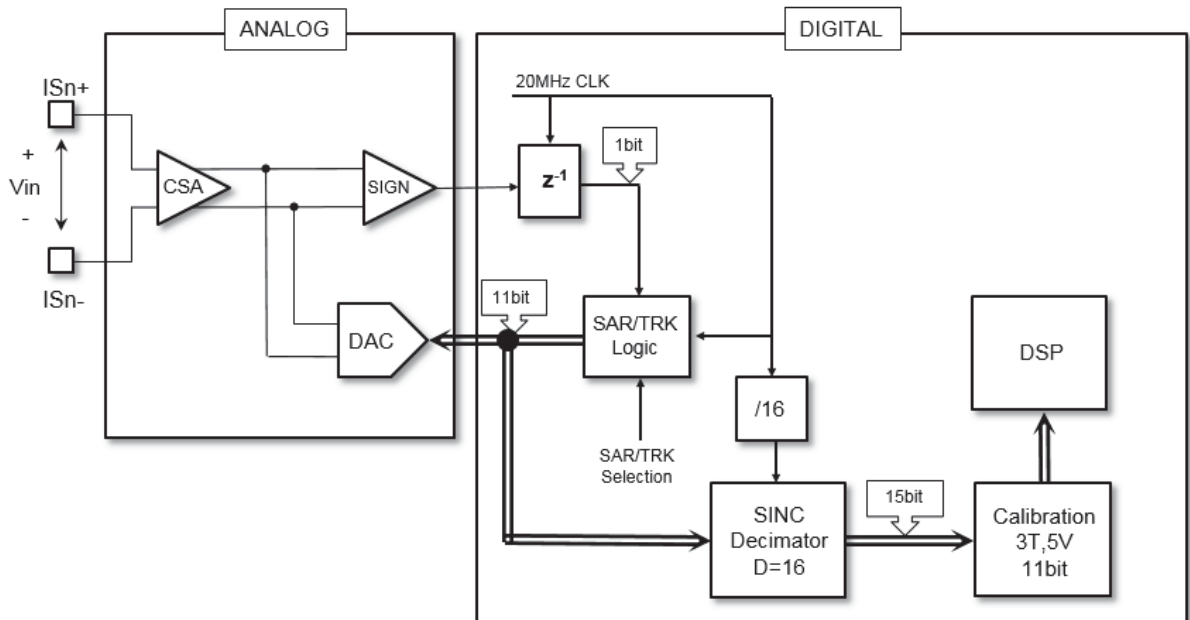 ANALOG
DIGITAL
20MHz CLK
ISn+
1bit
+
Vin
-
CSA
SIGN
z-1
ISn-
11bit
DAC
SAR/TRK
Logic
DSP
/16
SAR/TRK
Selection
15bit
SINC
Decimator
D=16
Calibration
3T,5V
11bit